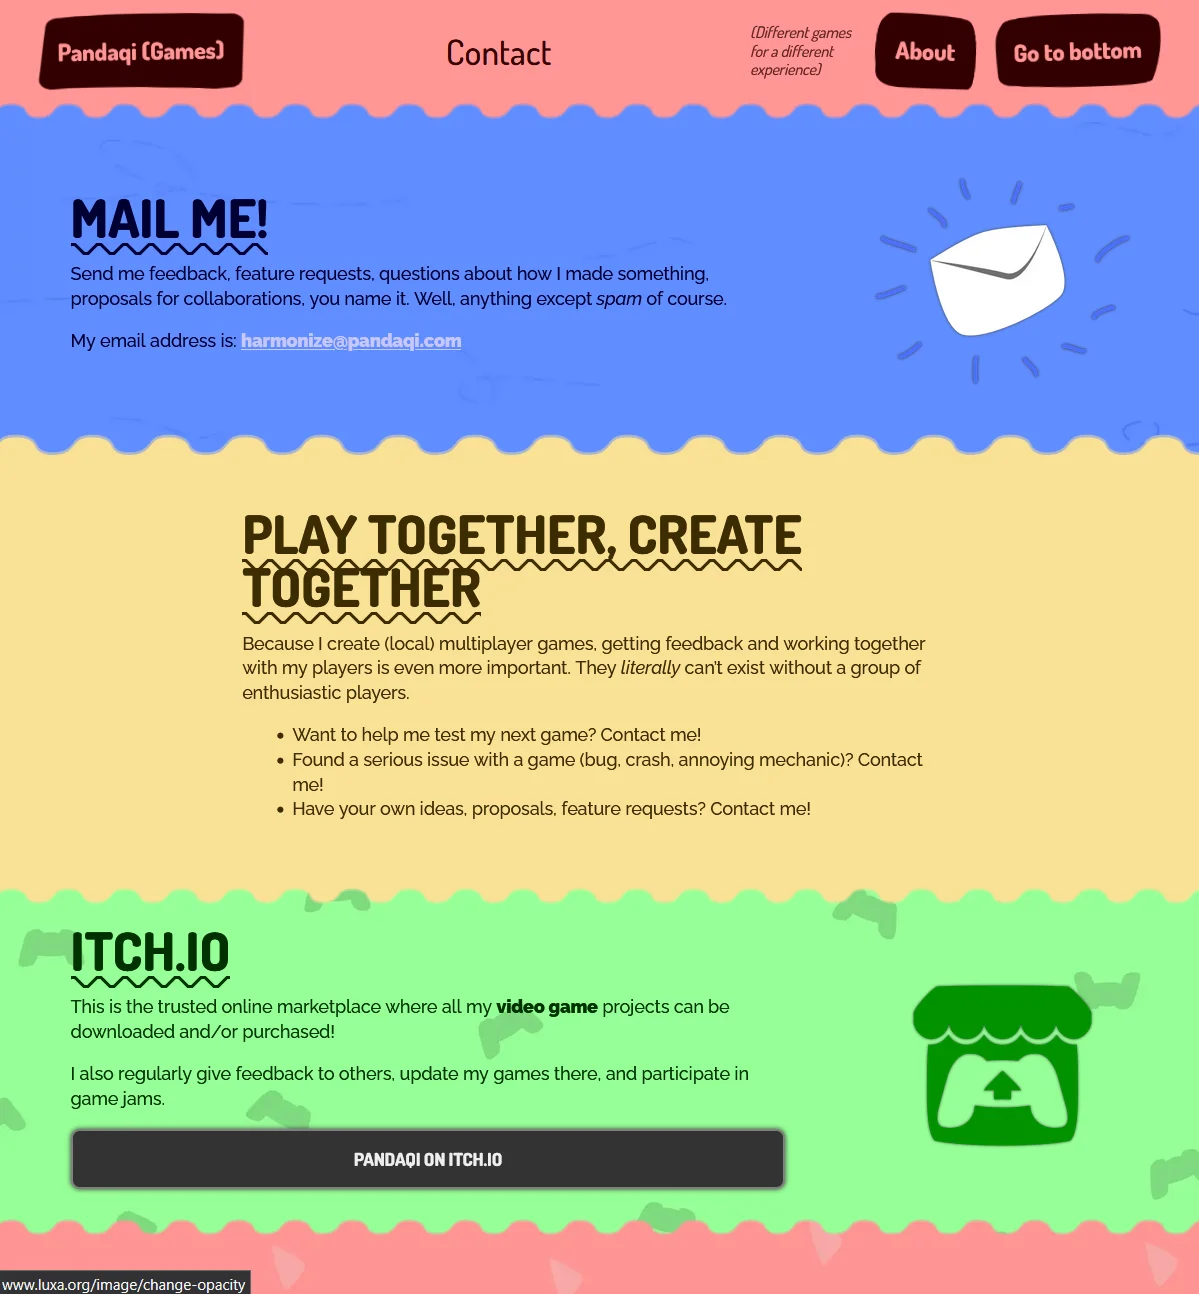 Pandaqi (Games)
Contact
(Different games
for a different
experience)
About
Go to bottom
MAIL ME!
Send me feedback, feature requests, questions about how I made something,
proposals for collaborations, you name it. Well, anything except spam of course.
My email address is: harmonize@pandaqi.com
PLAY TOGETHER, CREATE
TOGETHER
Because I create (local) multiplayer games, getting feedback and working together
with my players is even more important. They literally can't exist without a group of
enthusiastic players.
• Want to help me test my next game? Contact me!
• Found a serious issue with a game (bug, crash, annoying mechanic)? Contact
me!
• Have your own ideas, proposals, feature requests? Contact me!
ITCH.IO
This is the trusted online marketplace where all my video game projects can be
downloaded and/or purchased!
I also regularly give feedback to others, update my games there, and participate in
game jams.
PANDAQI ON ITCH.IO
www.luxa.org/image/change-opacity